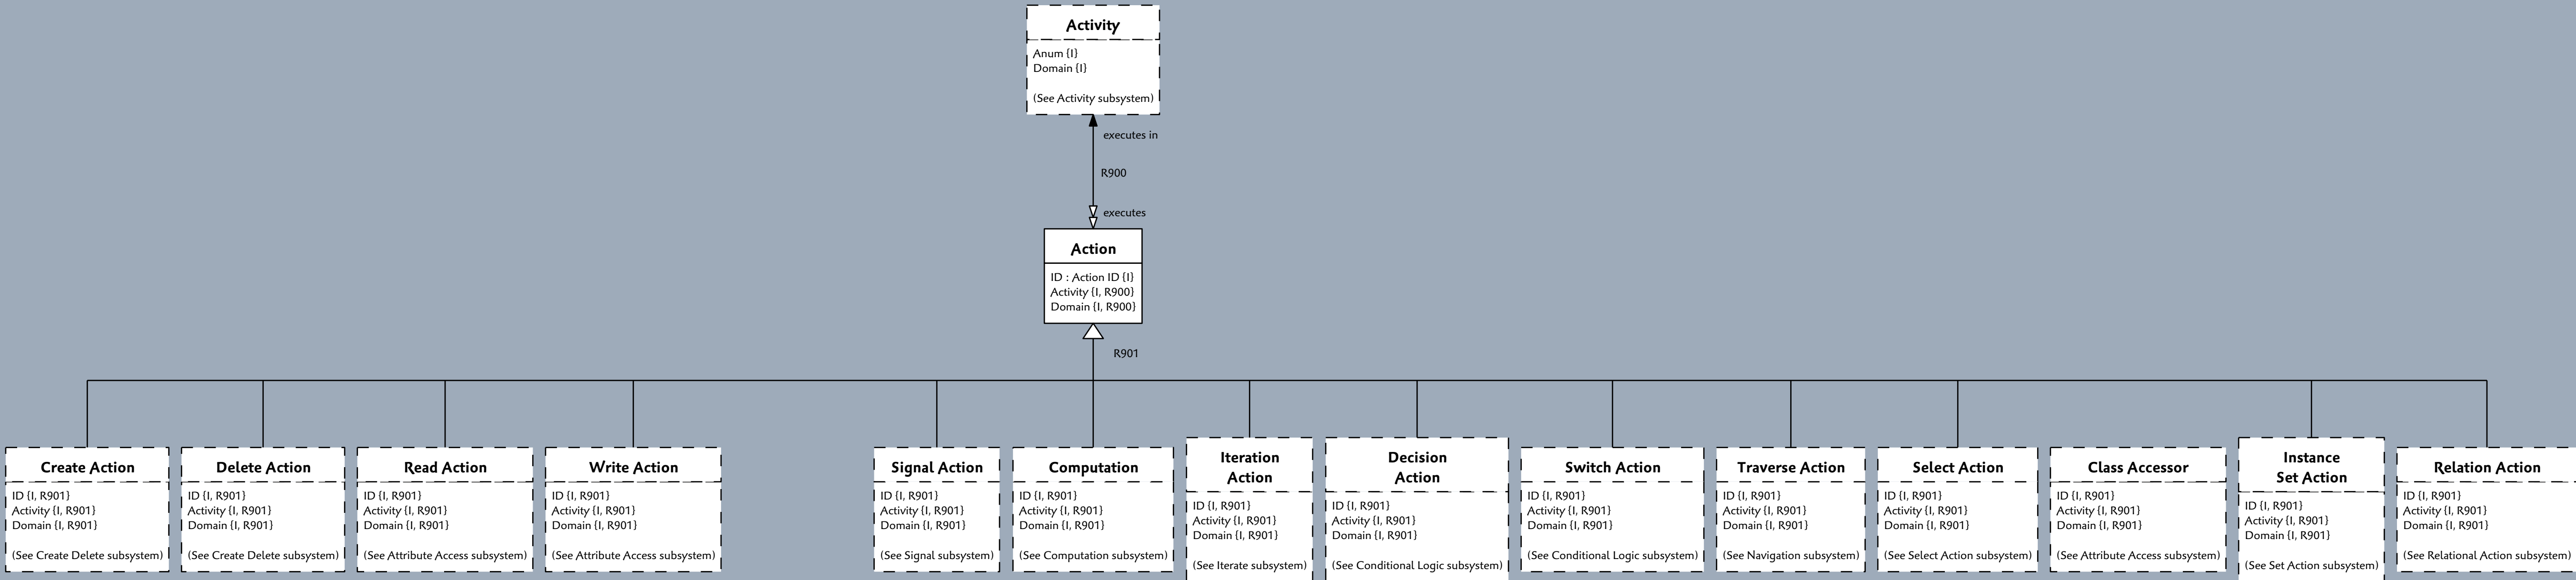 Activity
Anum {I}
Domain {I}
(See Activity subsystem)
executes in
R900
executes
Action
ID : Action ID {I}
Activity {I, R900}
Domain {I, R900}
R901
Create Action
ID {I, R901}
Activity {I, R901}
Domain {I, R901}
(See Create Delete subsystem)
Delete Action
ID {I, R901}
Activity {I, R901}
Domain {I, R901}
(See Create Delete subsystem)
Read Action
ID {I, R901}
Activity {I, R901}
Domain {I, R901}
(See Attribute Access subsystem)
Write Action
ID {I, R901}
Activity {I, R901}
Domain {I, R901}
(See Attribute Access subsystem)
Signal Action
ID {I, R901}
Activity {I, R901}
Domain {I, R901}
(See Signal subsystem)
Computation
ID {I, R901}
Activity {I, R901}
Domain {I, R901}
(See Computation subsystem)
Iteration
Action
ID {I, R901}
Activity {I, R901}
Domain {I, R901}
(See Iterate subsystem)
Decision
Action
ID {I, R901}
Activity {I, R901}
Domain {I, R901}
(See Conditional Logic subsystem)
Switch Action
ID {I, R901}
Activity {I, R901}
Domain {I, R901}
(See Conditional Logic subsystem)
Traverse Action
ID {I, R901}
Activity {I, R901}
Domain {I, R901}
(See Navigation subsystem)
Select Action
ID {I, R901}
Activity {I, R901}
Domain {I, R901}
(See Select Action subsystem)
Class Accessor
ID {I, R901}
Activity {I, R901}
Domain {I, R901}
(See Attribute Access subsystem)
Instance
Set Action
ID {I, R901}
Activity {I, R901}
Domain {I, R901}
(See Set Action subsystem)
Relation Action
ID {I, R901}
Activity {I, R901}
Domain {I, R901}
(See Relational Action subsystem)